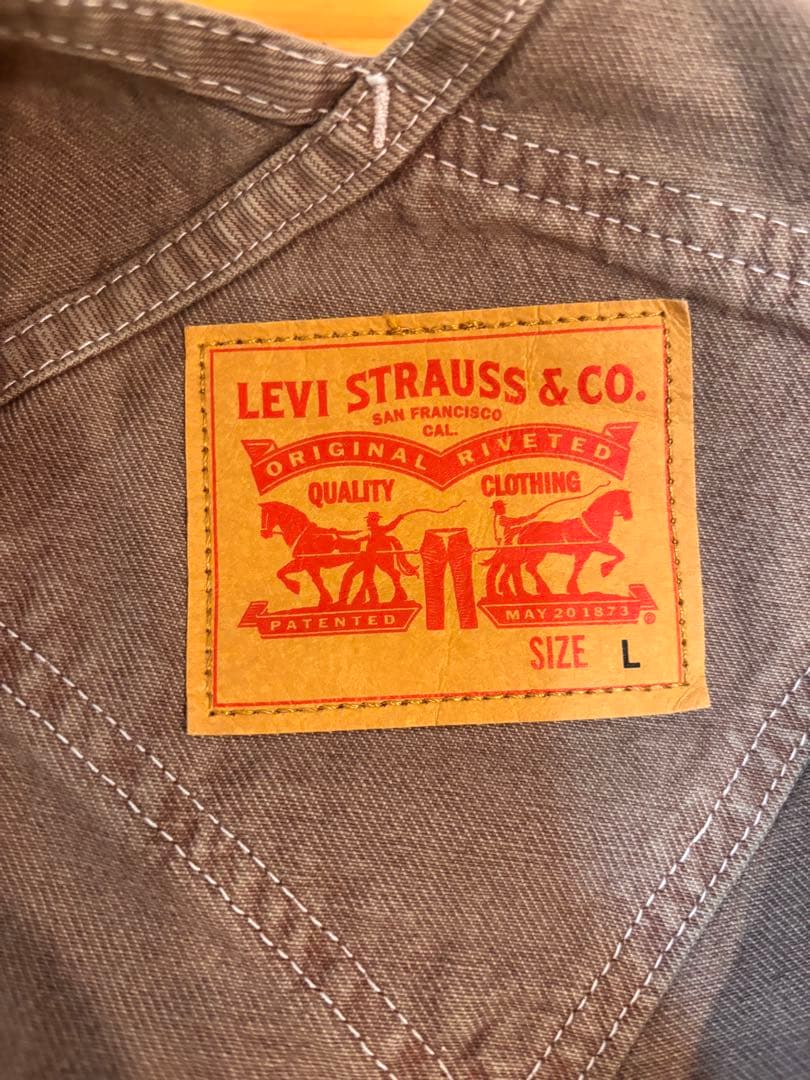 LEVI STRAUSS & CO.
SAN FRANCISCO
CAL.
ORIGINAL RIVETED
QUALITY CLOTHING
PATENTED MAY 20 1873 ®
SIZE L